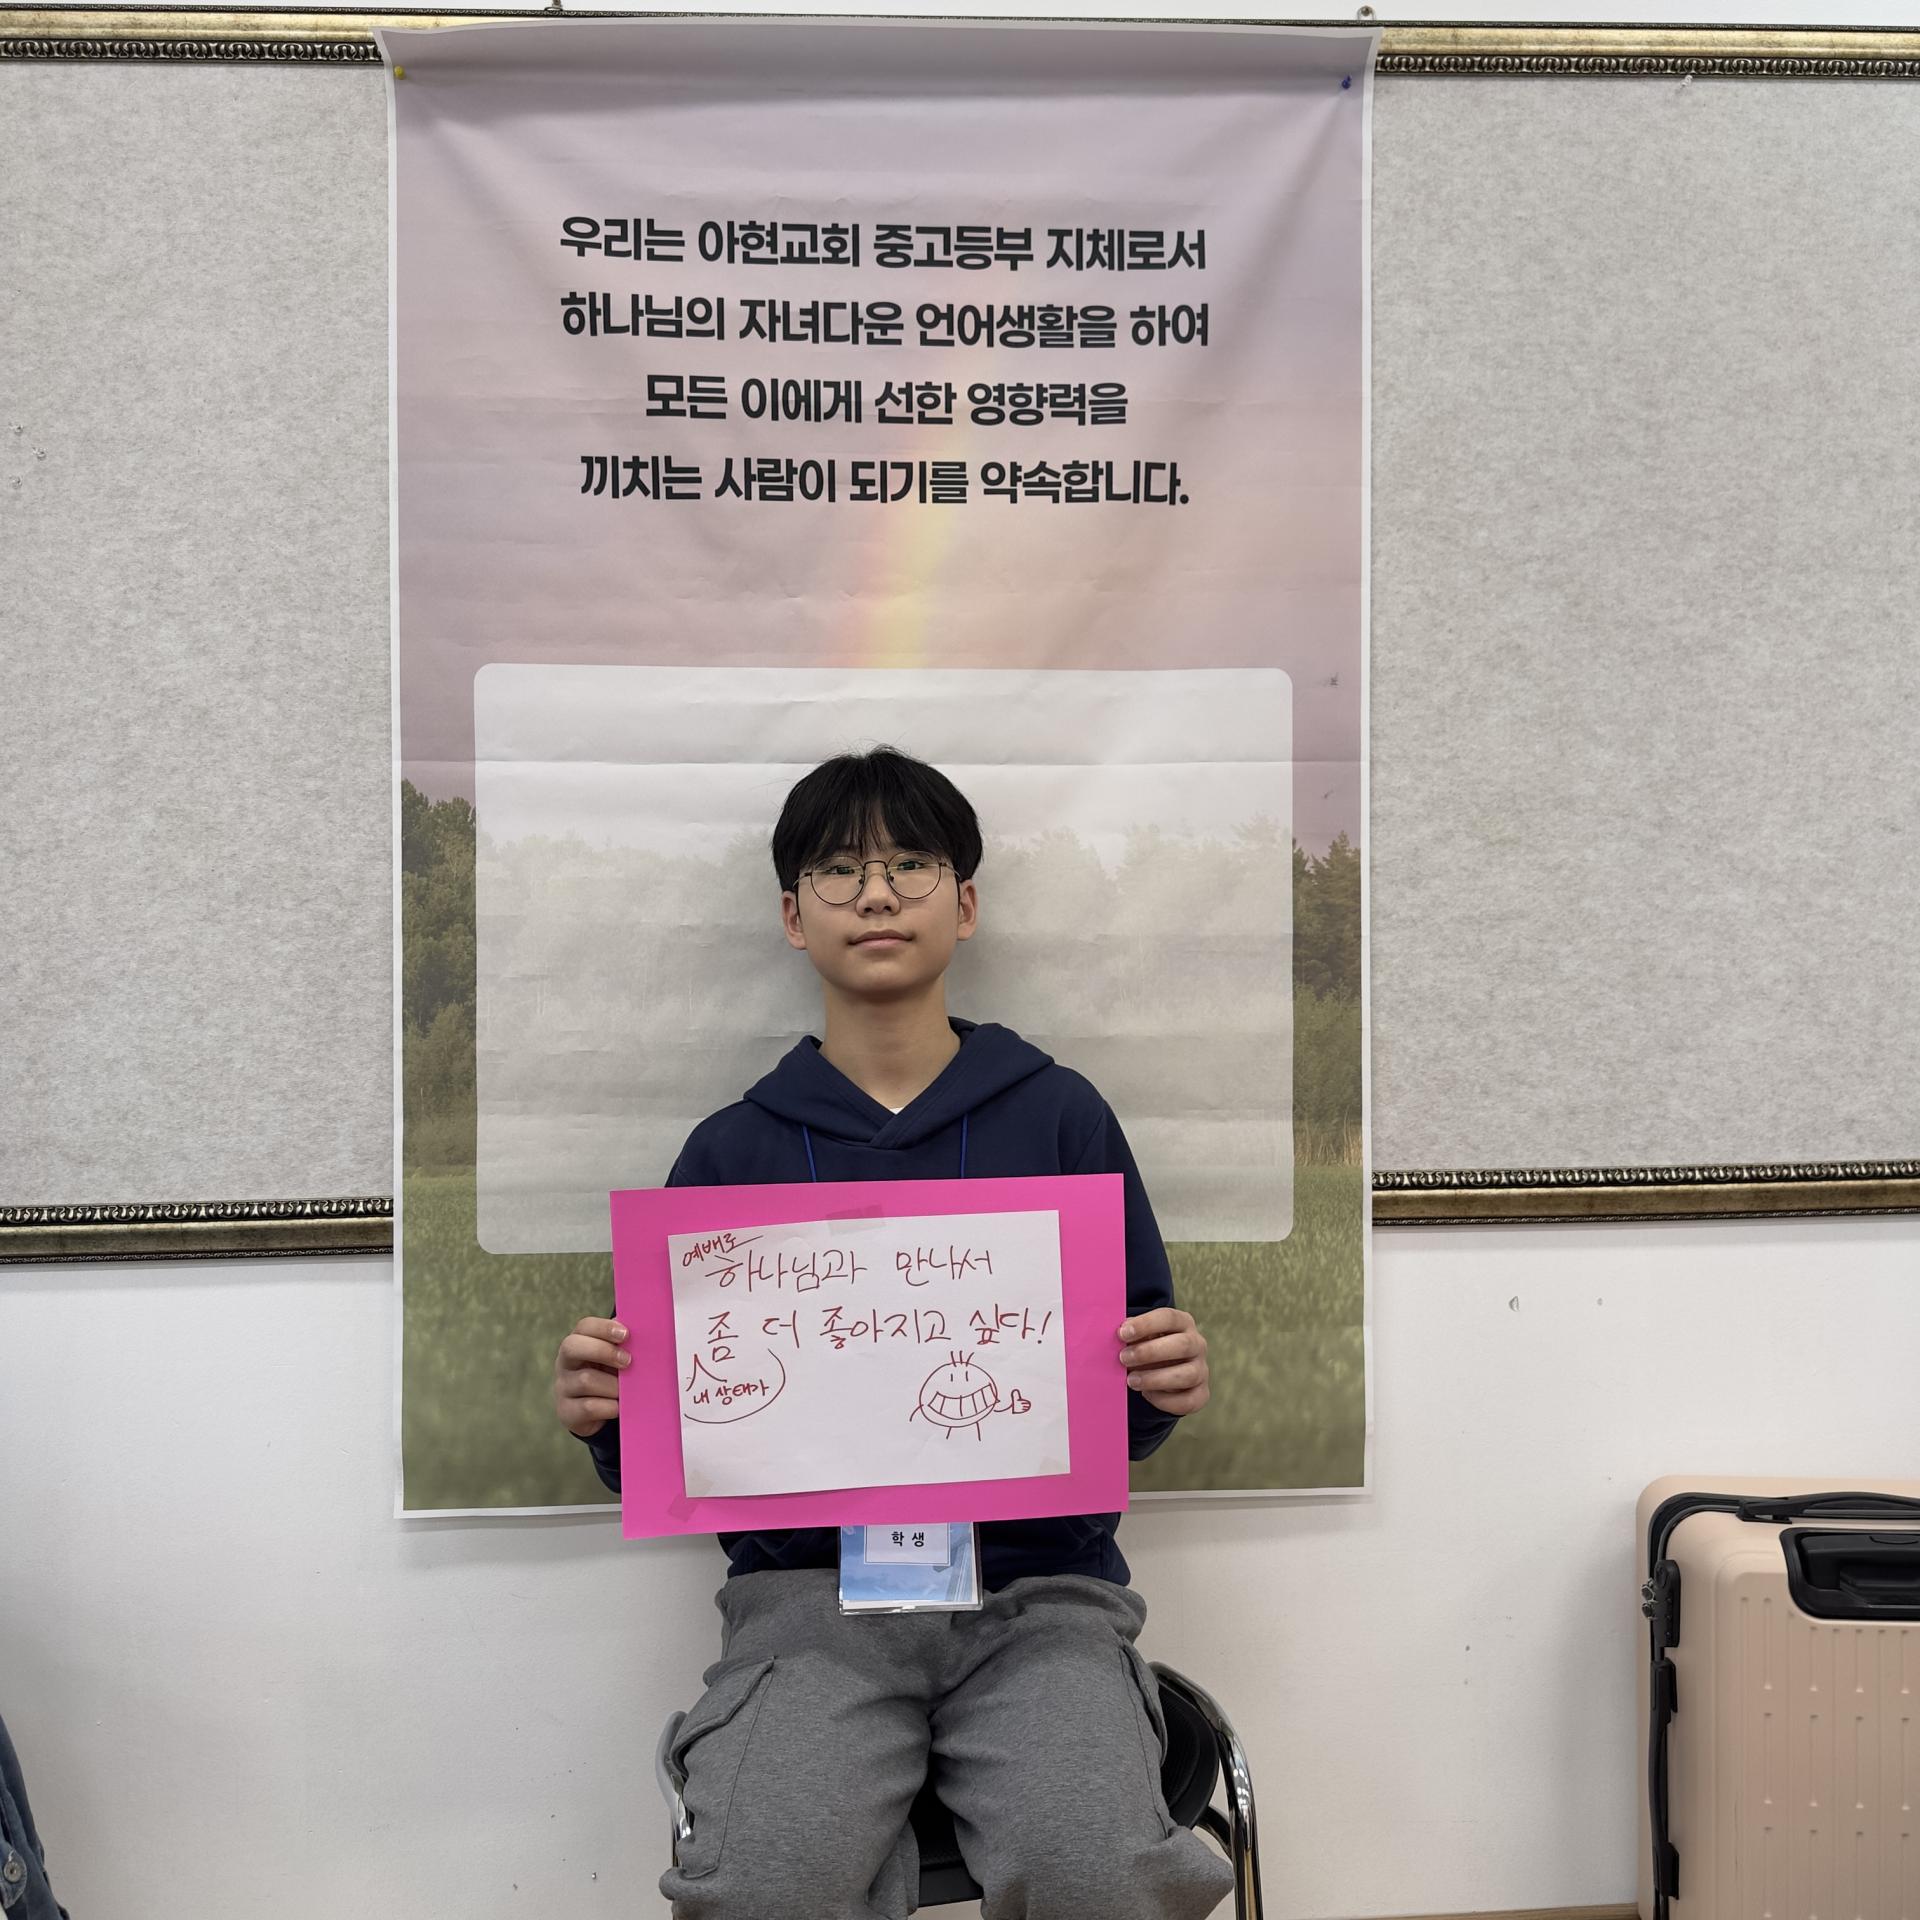 우리는 아현교회 중고등부 지체로서
하나님의 자녀다운 언어생활을 하여
모든 이에게 선한 영향력을
끼치는 사람이 되기를 약속합니다.
예배로
하나님과 만나서
좀 더 좋아지고 싶다!
내 상태가
학생